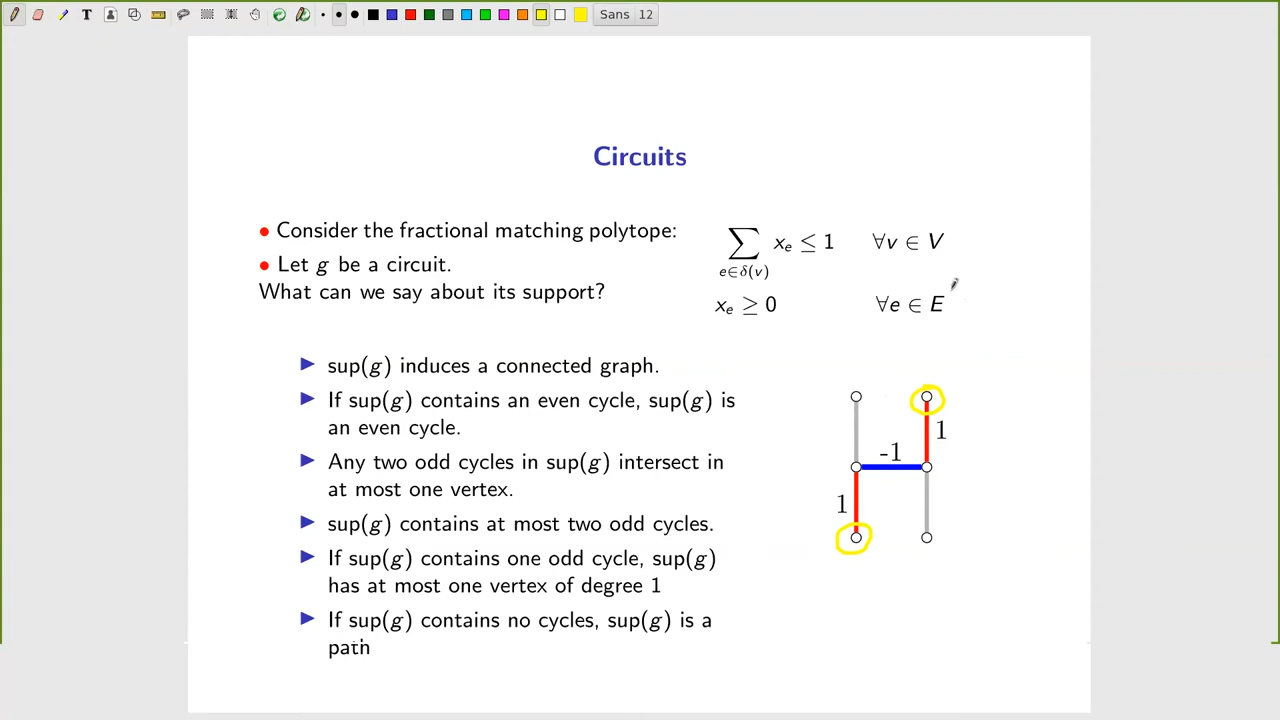 Sans 12
Circuits
• Consider the fractional matching polytope:
∑ xₑ ≤ 1 ∀v ∈ V
e∈δ(v)
• Let g be a circuit.
What can we say about its support?
xₑ ≥ 0 ∀e ∈ E
▶ sup(g) induces a connected graph.
▶ If sup(g) contains an even cycle, sup(g) is
an even cycle.
▶ Any two odd cycles in sup(g) intersect in
at most one vertex.
▶ sup(g) contains at most two odd cycles.
▶ If sup(g) contains one odd cycle, sup(g)
has at most one vertex of degree 1
▶ If sup(g) contains no cycles, sup(g) is a
path
1
-1
1